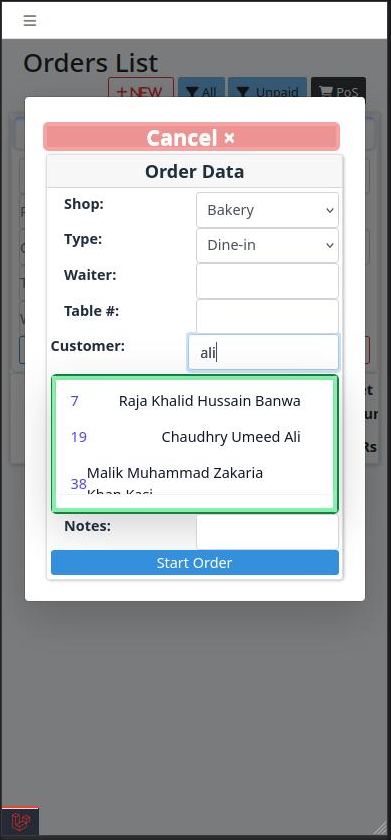 ☰
Orders List
+NEW
All
Unpaid
PoS
Cancel ×
Order Data
Shop:
Bakery
Type:
Dine-in
Waiter:
Table #:
Customer:
ali
7 Raja Khalid Hussain Banwa
19 Chaudhry Umeed Ali
38 Malik Muhammad Zakaria
Khan Kasi
Notes:
Start Order